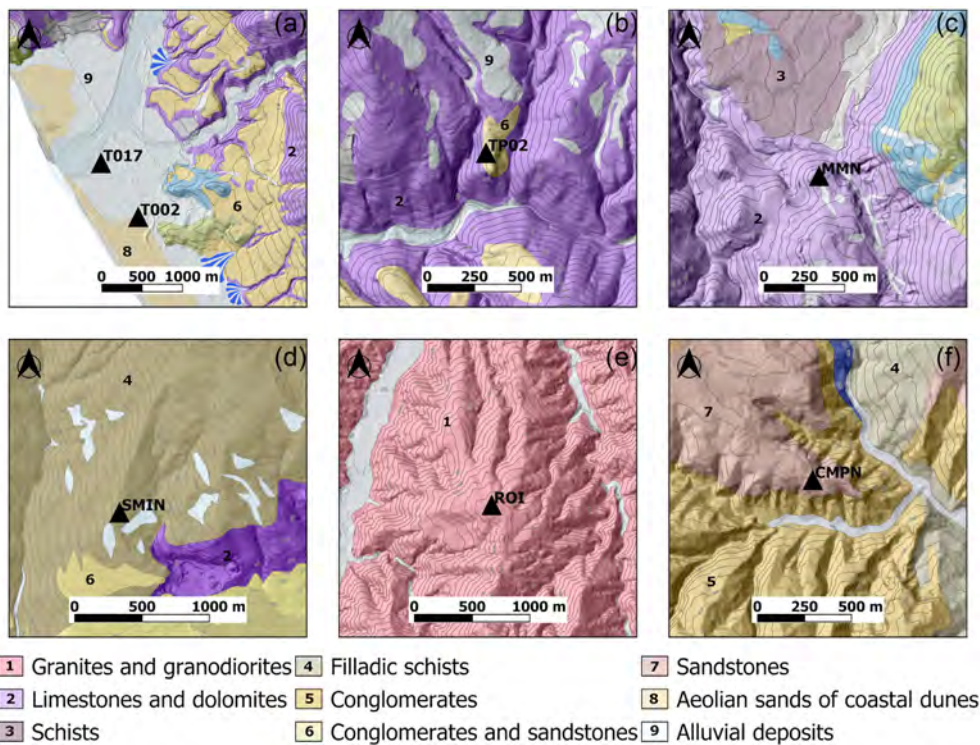 (a)
9
T017
2
T002
6
8
0 500 1000 m
(b)
9
6
TP02
2
0 250 500 m
(c)
3
MMN
2
0 250 500 m
(d)
4
SMIN
2
6
0 500 1000 m
(e)
1
ROI
0 500 1000 m
(f)
4
7
CMPN
5
0 250 500 m
1 Granites and granodiorites 4 Filladic schists 7 Sandstones
2 Limestones and dolomites 5 Conglomerates 8 Aeolian sands of coastal dunes
3 Schists 6 Conglomerates and sandstones 9 Alluvial deposits